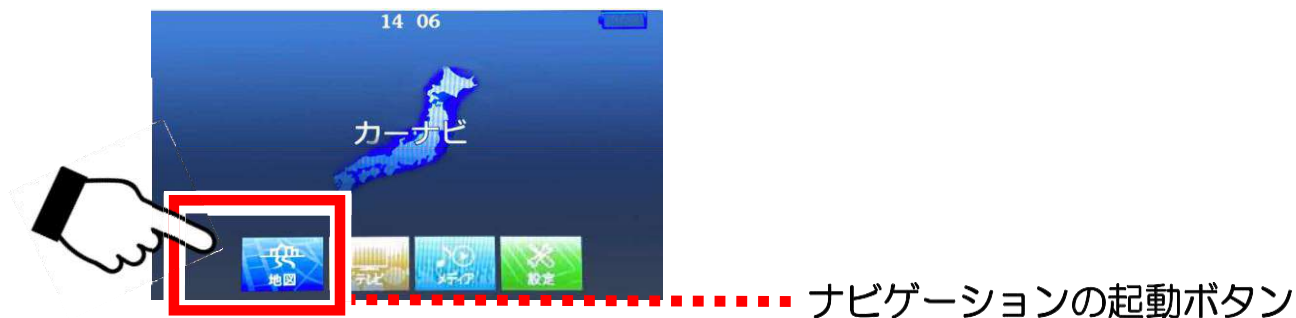 14 06
カーナビ
地図
テレビ
メディア
設定
ナビゲーションの起動ボタン